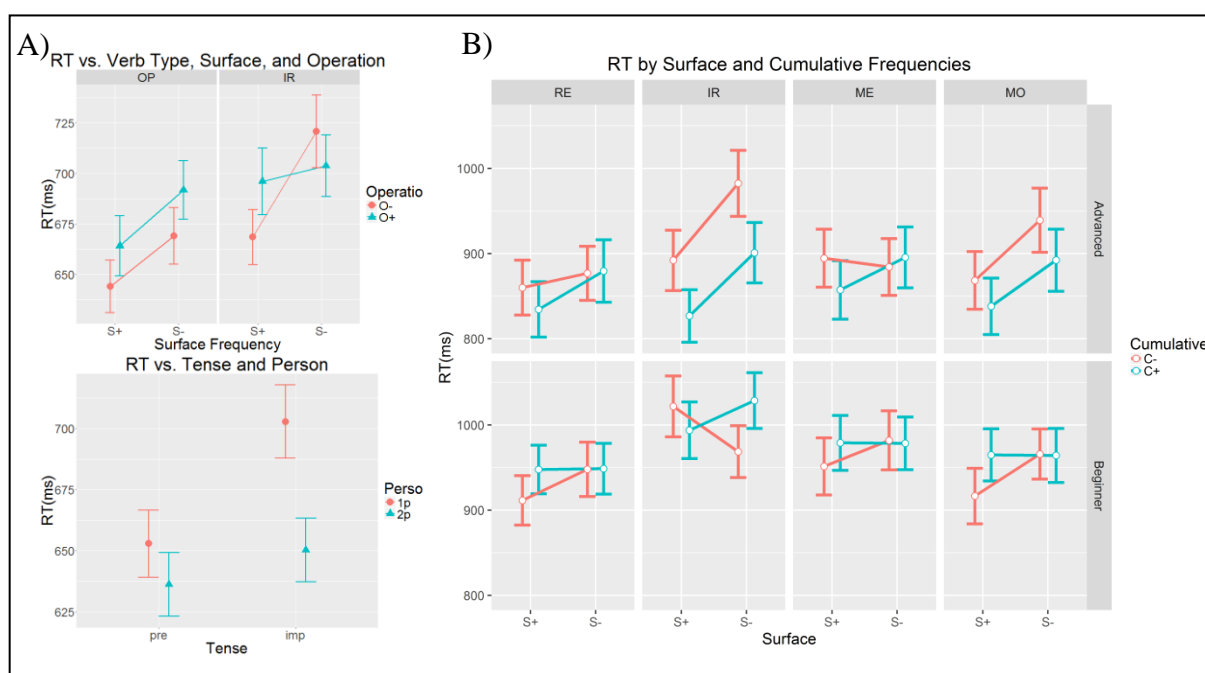 A)
RT vs. Verb Type, Surface, and Operation
OP IR
725
700
675
650
RT(ms)
S+ S- S+ S-
Surface Frequency
Operatio
O-
O+
RT vs. Tense and Person
700
675
650
625
RT(ms)
pre imp
Tense
Perso
1p
2p
B)
RT by Surface and Cumulative Frequencies
RE IR ME MO
1000
900
800
Advanced
RT(ms)
1000
900
800
Beginner
S+ S- S+ S- S+ S- S+ S-
Surface
Cumulative
C-
C+